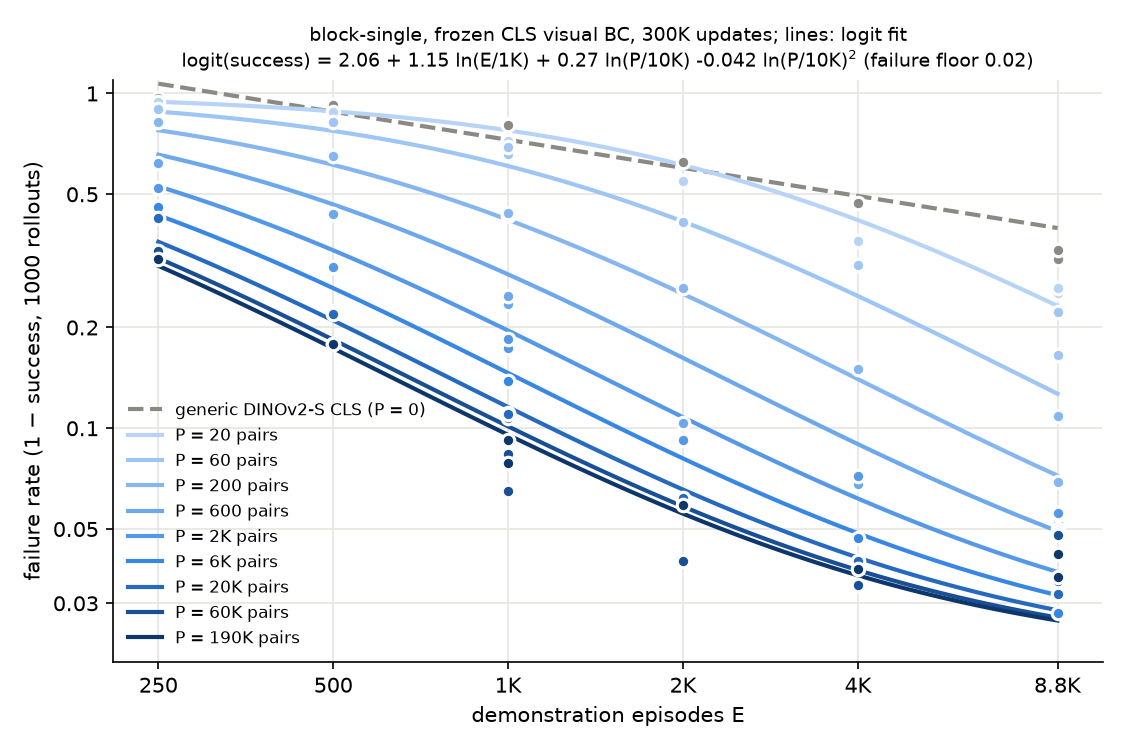 block-single, frozen CLS visual BC, 300K updates; lines: logit fit
logit(success) = 2.06 + 1.15 ln(E/1K) + 0.27 ln(P/10K) -0.042 ln(P/10K)² (failure floor 0.02)
1
0.5
0.2
0.1
0.05
0.03
failure rate (1 − success, 1000 rollouts)
generic DINOv2-S CLS (P = 0)
P = 20 pairs
P = 60 pairs
P = 200 pairs
P = 600 pairs
P = 2K pairs
P = 6K pairs
P = 20K pairs
P = 60K pairs
P = 190K pairs
250 500 1K 2K 4K 8.8K
demonstration episodes E